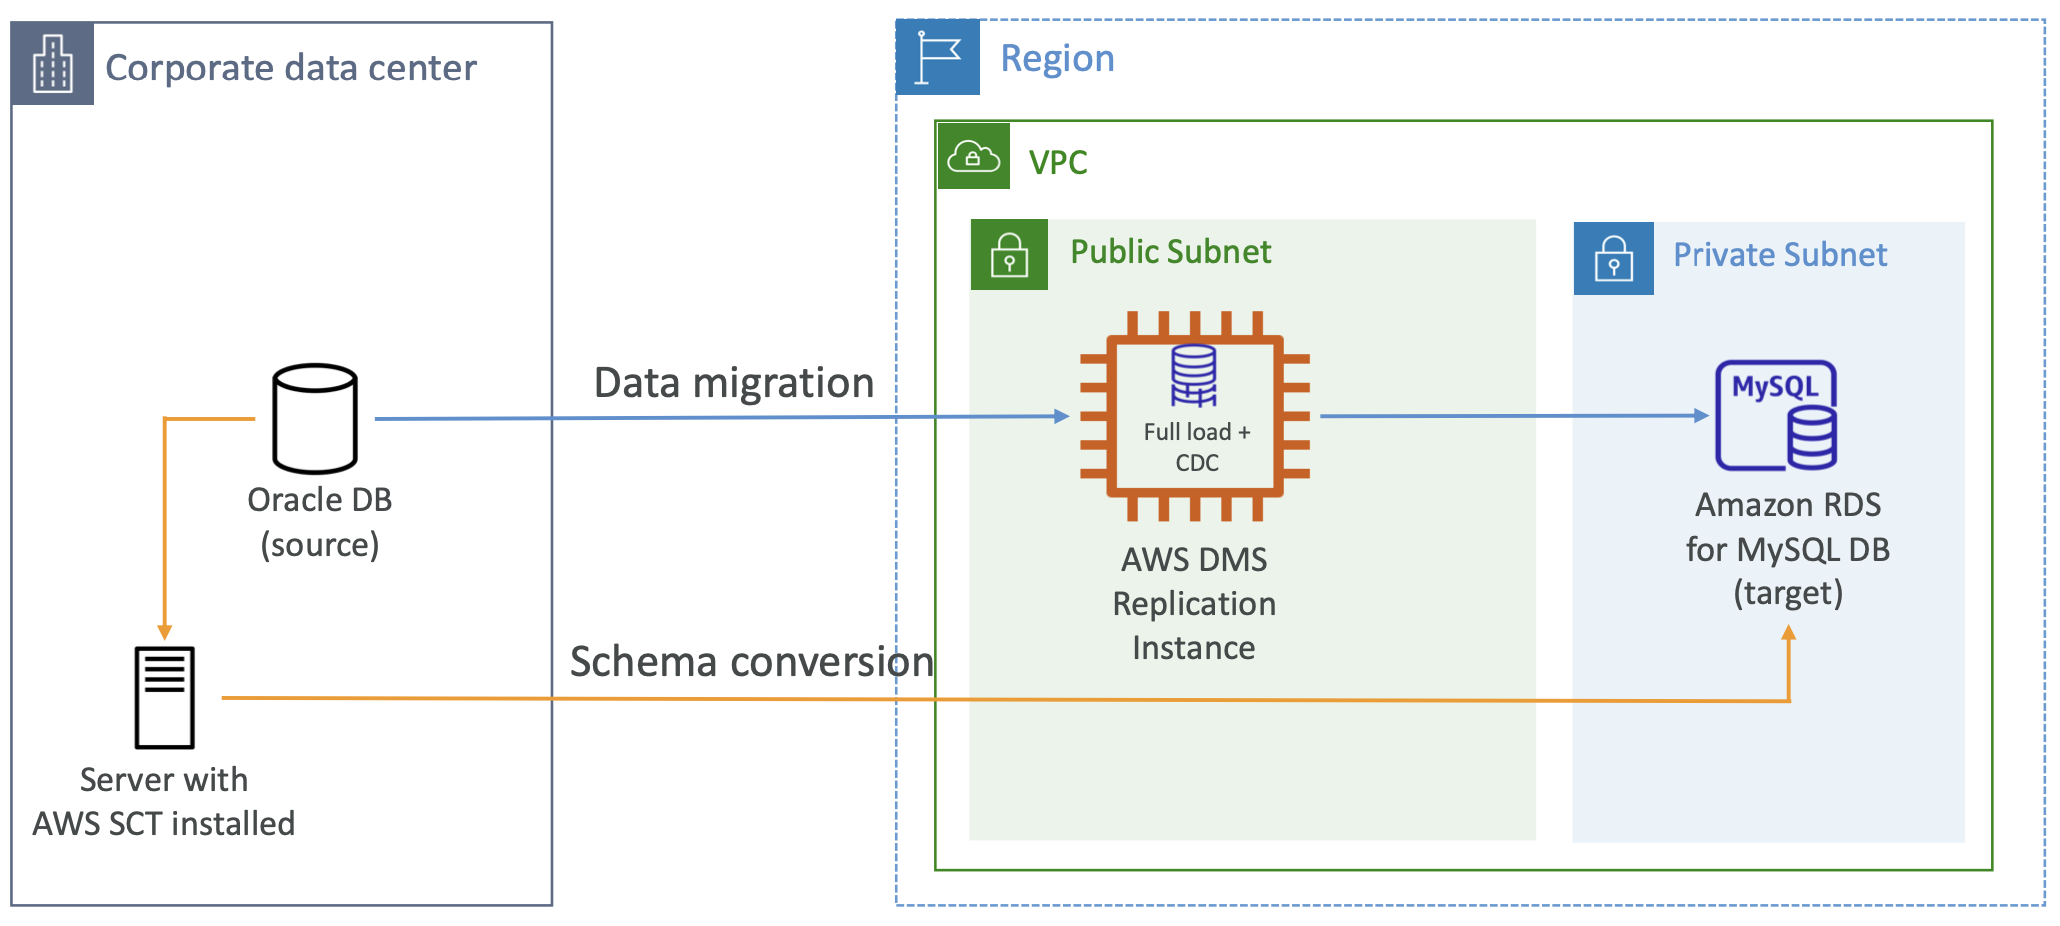 Corporate data center
Region
VPC
Public Subnet
Private Subnet
Data migration
MySQL
Full load +
CDC
Oracle DB
(source)
AWS DMS
Replication
Instance
Amazon RDS
for MySQL DB
(target)
Schema conversion
Server with
AWS SCT installed